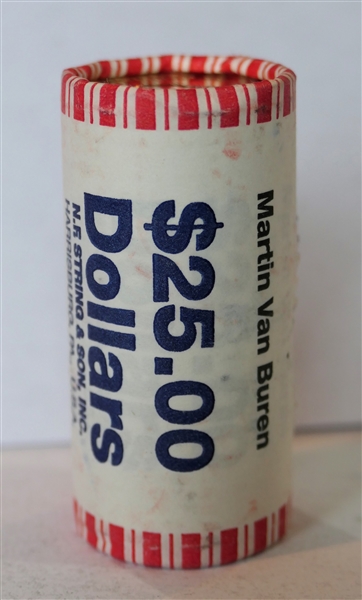 Martin Van Buren
$25.00
Dollars
N.F. STRING & SON, INC.
HARRISBURG, PA., U.S.A.